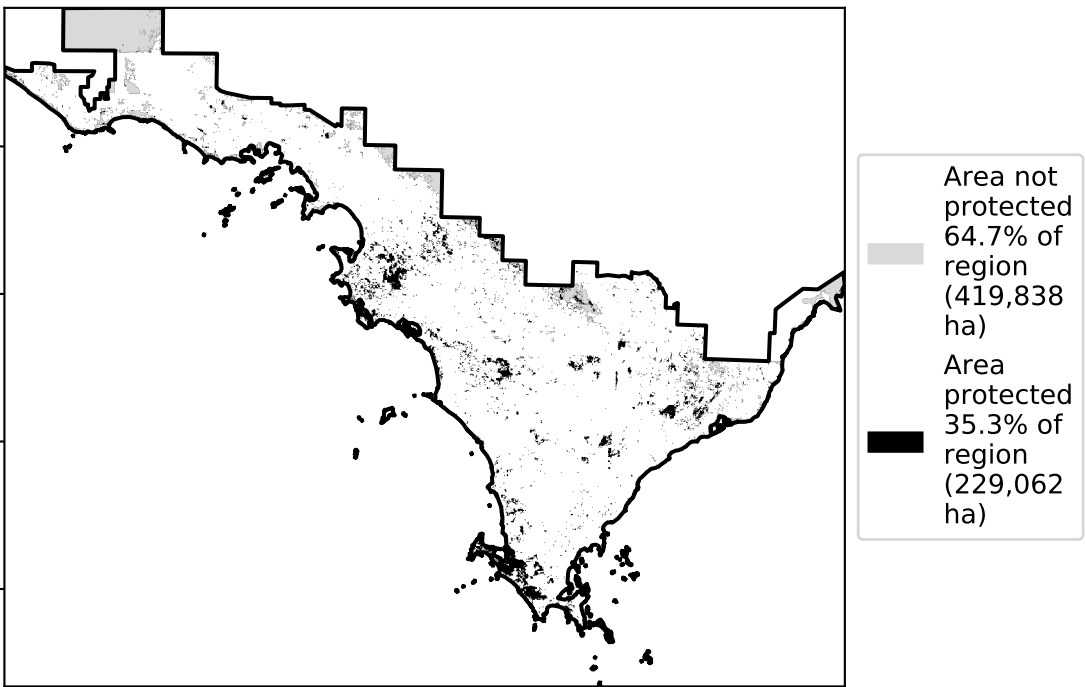 Area not
protected
64.7% of
region
(419,838
ha)
Area
protected
35.3% of
region
(229,062
ha)